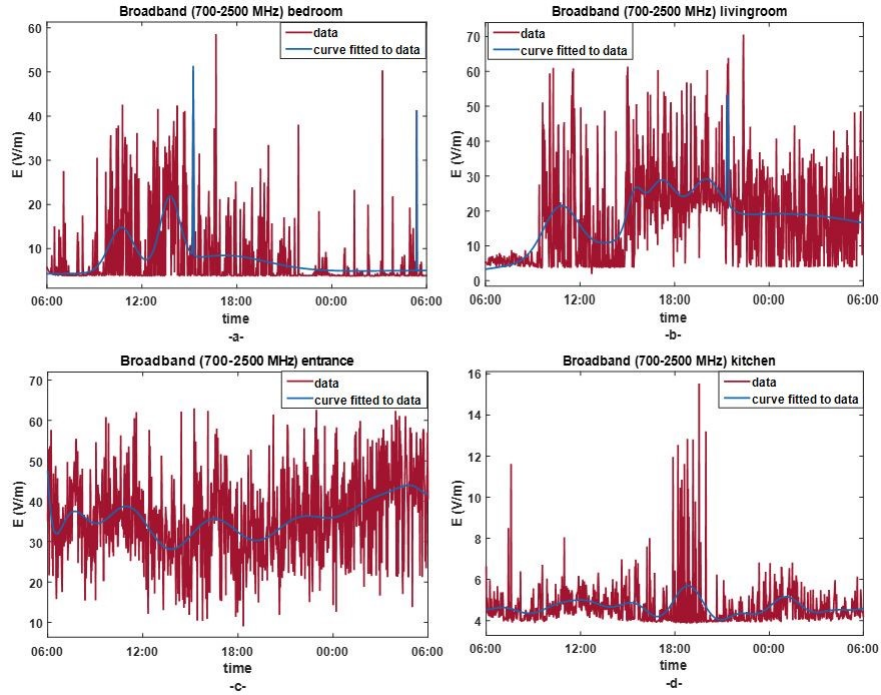 Broadband (700-2500 MHz) bedroom
60
50
40
30
20
10
E (V/m)
data
curve fitted to data
06:00 12:00 18:00 00:00 06:00
time
-a-
Broadband (700-2500 MHz) livingroom
70
60
50
40
30
20
10
0
E (V/m)
data
curve fitted to data
06:00 12:00 18:00 00:00 06:00
time
-b-
Broadband (700-2500 MHz) entrance
70
60
50
40
30
20
10
E (V/m)
data
curve fitted to data
06:00 12:00 18:00 00:00 06:00
time
-c-
Broadband (700-2500 MHz) kitchen
16
14
12
10
8
6
4
E (V/m)
data
curve fitted to data
06:00 12:00 18:00 00:00 06:00
time
-d-